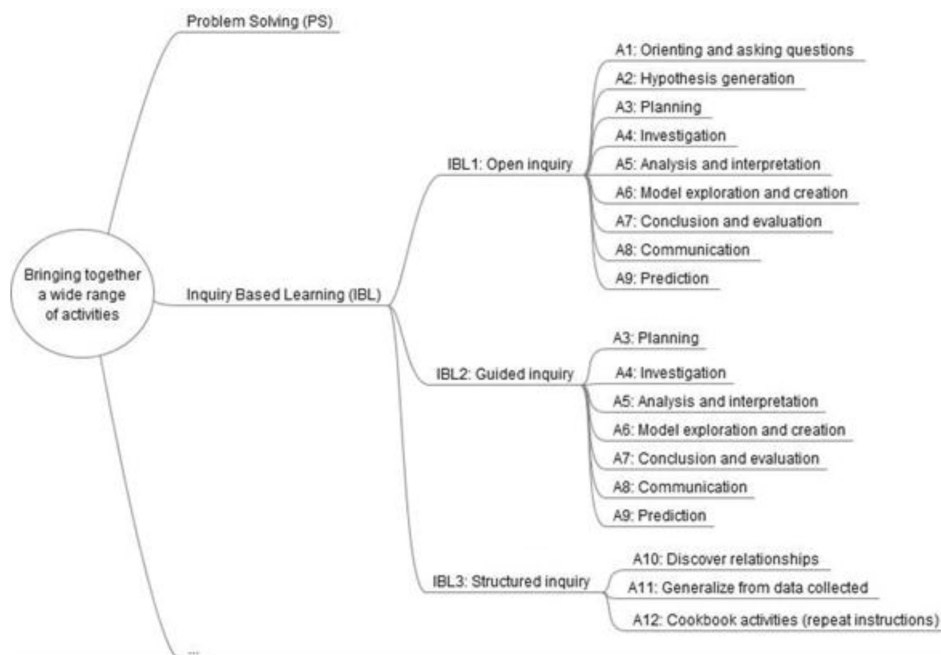 Problem Solving (PS)
Bringing together
a wide range
of activities
Inquiry Based Learning (IBL)
IBL1: Open inquiry
A1: Orienting and asking questions
A2: Hypothesis generation
A3: Planning
A4: Investigation
A5: Analysis and interpretation
A6: Model exploration and creation
A7: Conclusion and evaluation
A8: Communication
A9: Prediction
IBL2: Guided inquiry
A3: Planning
A4: Investigation
A5: Analysis and interpretation
A6: Model exploration and creation
A7: Conclusion and evaluation
A8: Communication
A9: Prediction
IBL3: Structured inquiry
A10: Discover relationships
A11: Generalize from data collected
A12: Cookbook activities (repeat instructions)
...